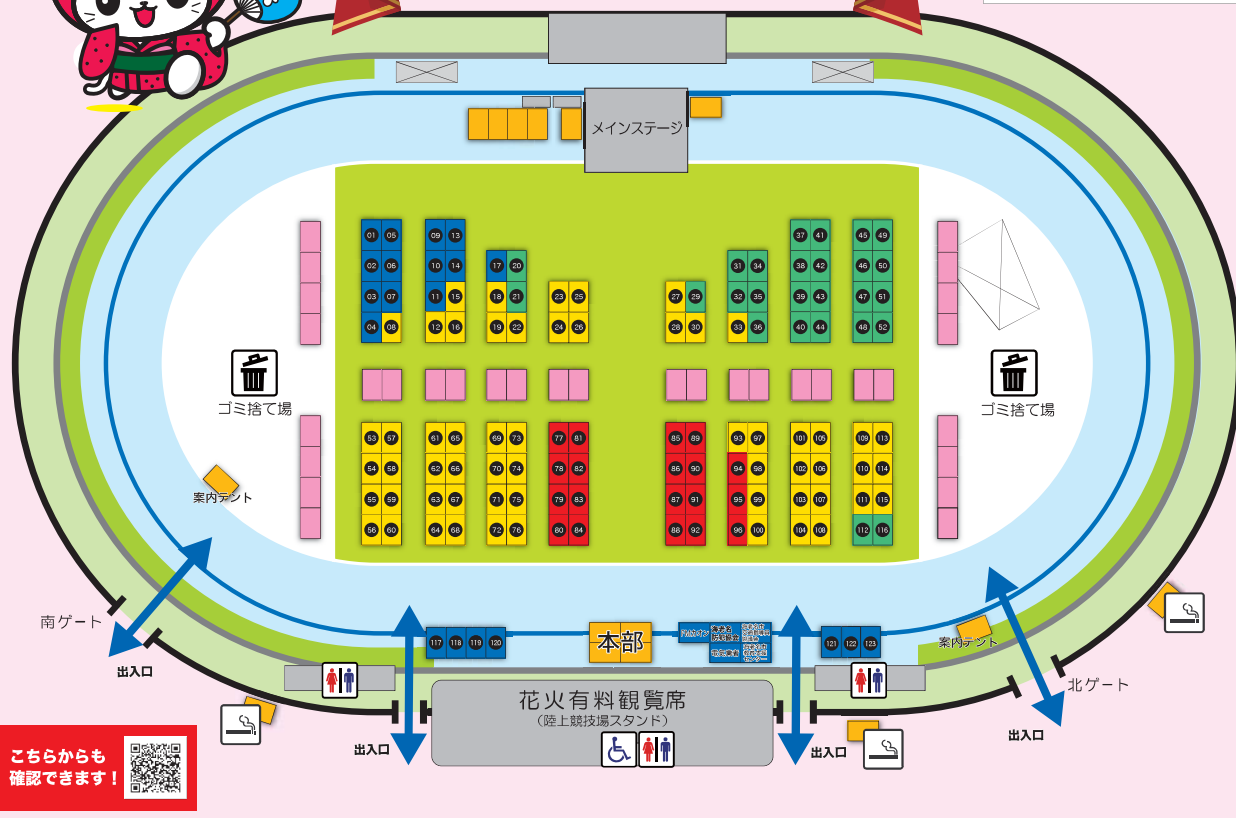 メインステージ
01 05 09 13 37 41 45 49
02 06 10 14 17 20 31 34 38 42 46 50
03 07 11 15 18 21 23 25 27 29 32 35 39 43 47 51
04 08 12 16 19 22 24 26 28 30 33 36 40 44 48 52
ゴミ捨て場
ゴミ捨て場
53 57 61 65 69 73 77 81 85 89 93 97 101 105 109 113
54 58 62 66 70 74 78 82 86 90 94 98 102 106 110 114
55 59 63 67 71 75 79 83 87 91 95 99 103 107 111 115
56 60 64 68 72 76 80 84 88 92 96 100 104 108 112 116
案内テント
南ゲート
出入口
117 118 119 120
本部
121 122 123
案内テント
北ゲート
出入口
花火有料観覧席
（陸上競技場スタンド）
出入口
出入口
こちらからも
確認できます！